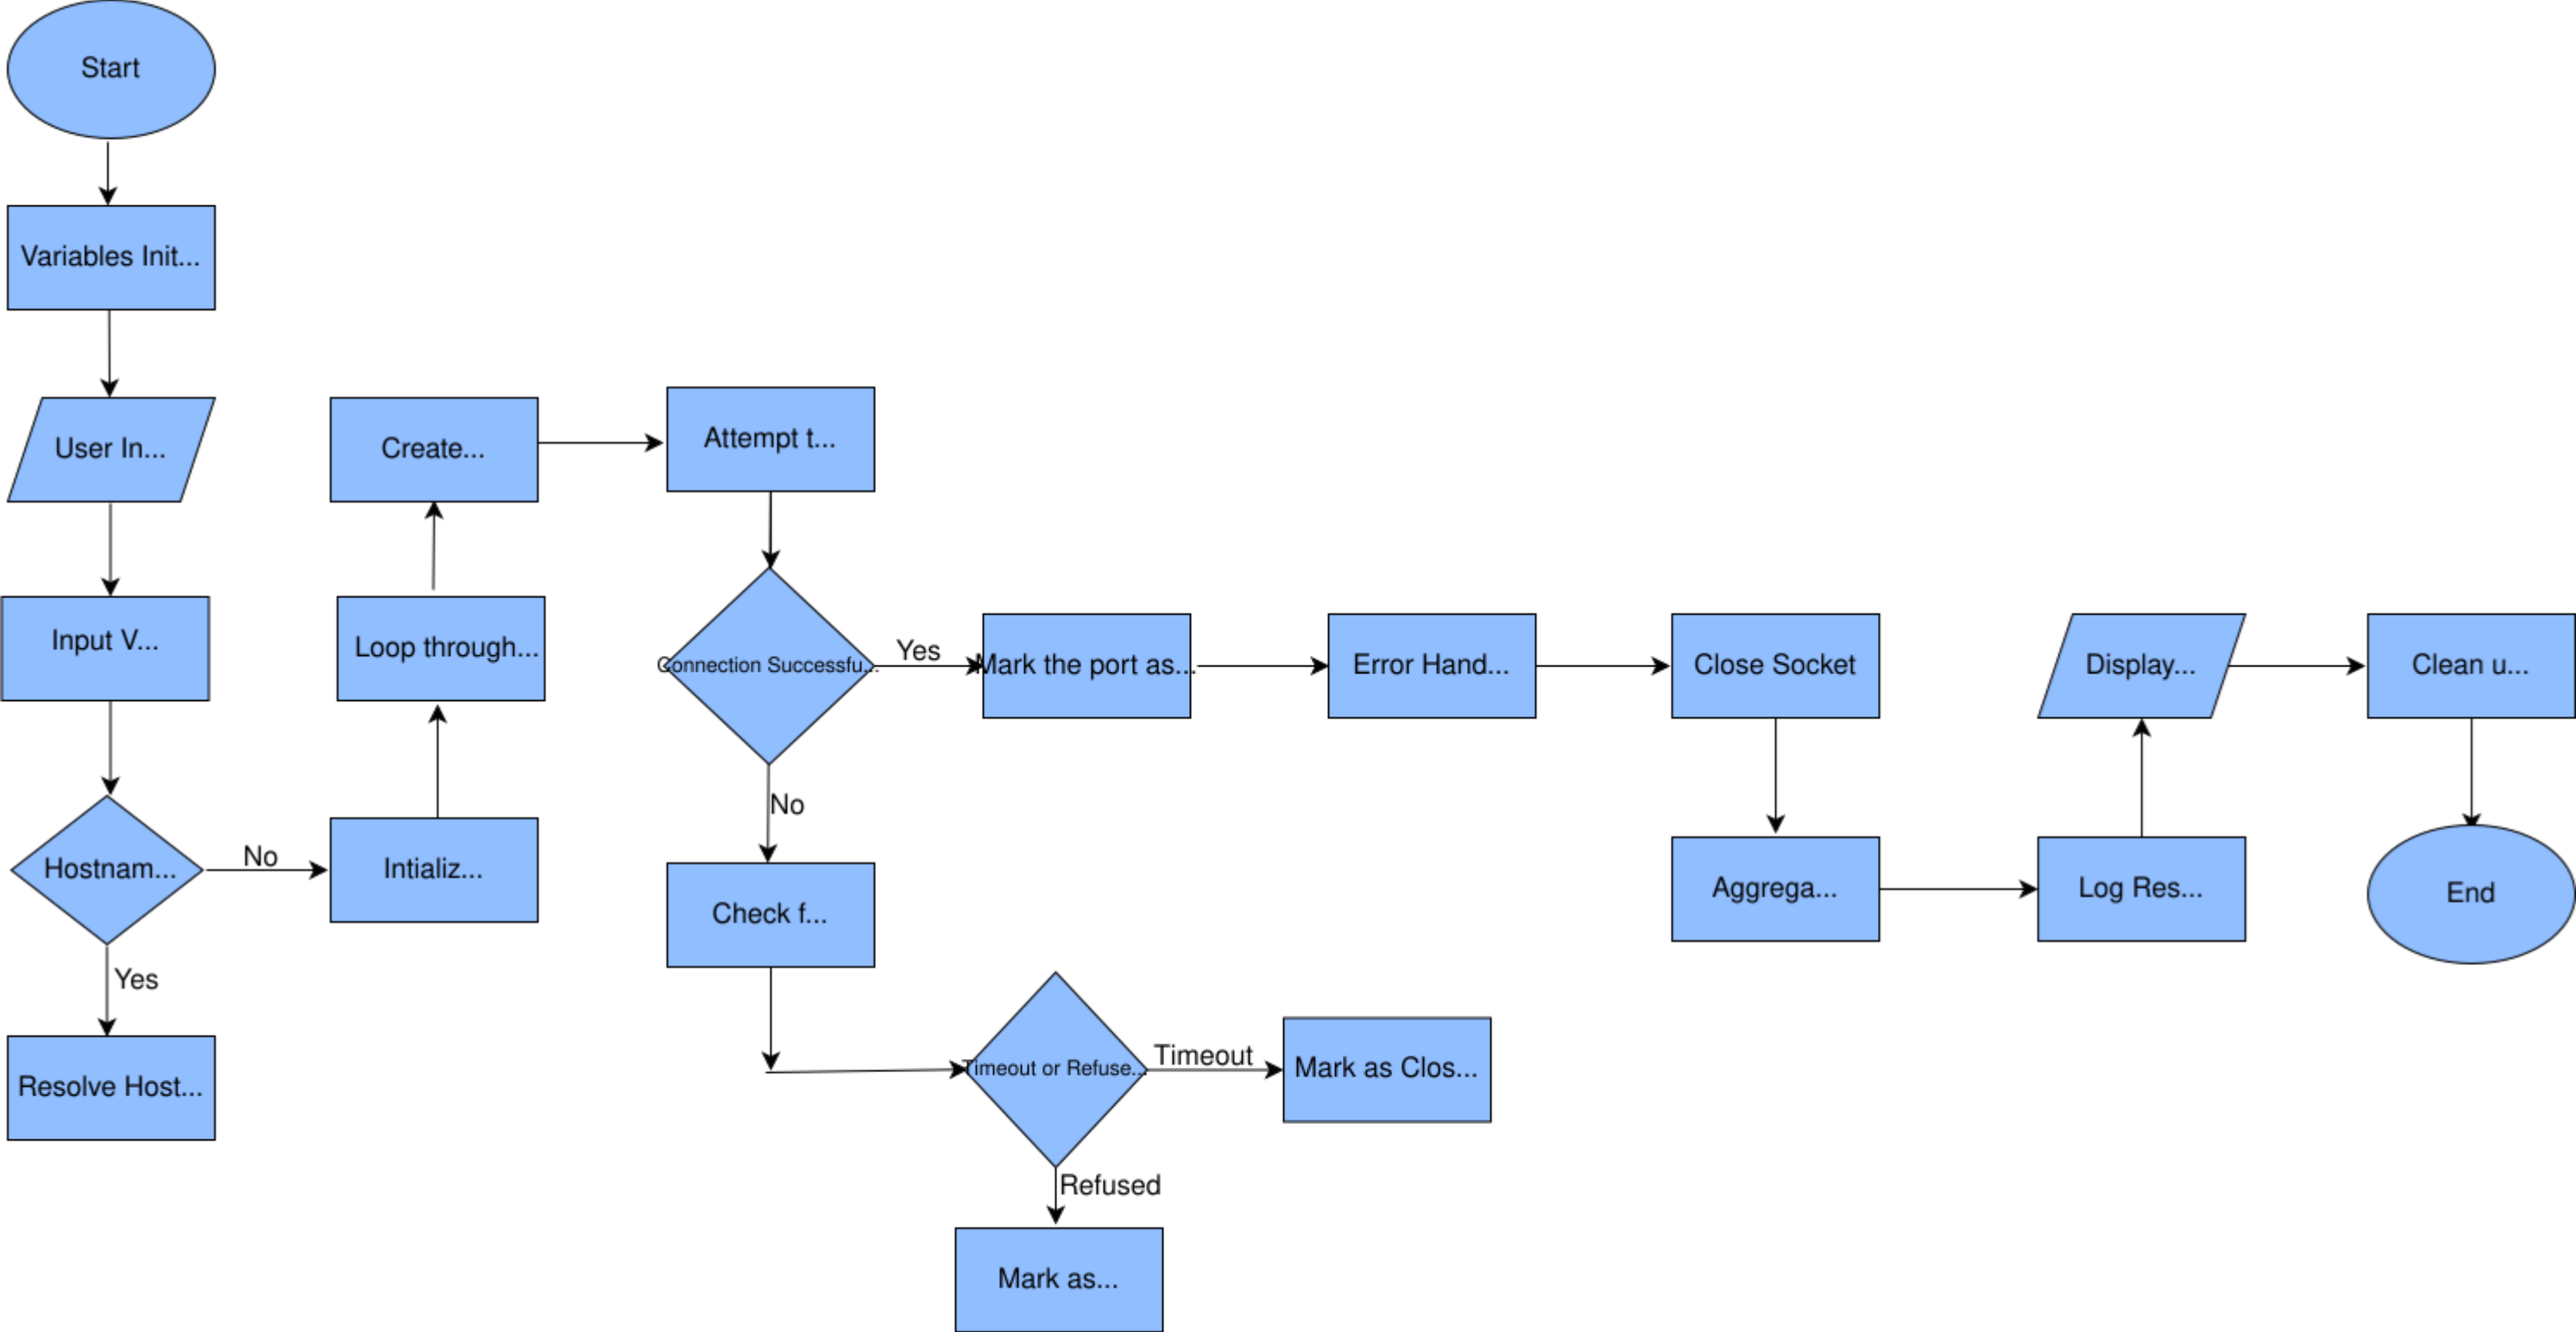 Start
Variables Init...
User In...
Input V...
Hostnam...
No
Yes
Resolve Host...
Intializ...
Loop through...
Create...
Attempt t...
Connection Successfu...
Yes
No
Mark the port as...
Error Hand...
Close Socket
Aggrega...
Log Res...
Display...
Clean u...
End
Check f...
Timeout or Refuse...
Timeout
Mark as Clos...
Refused
Mark as...